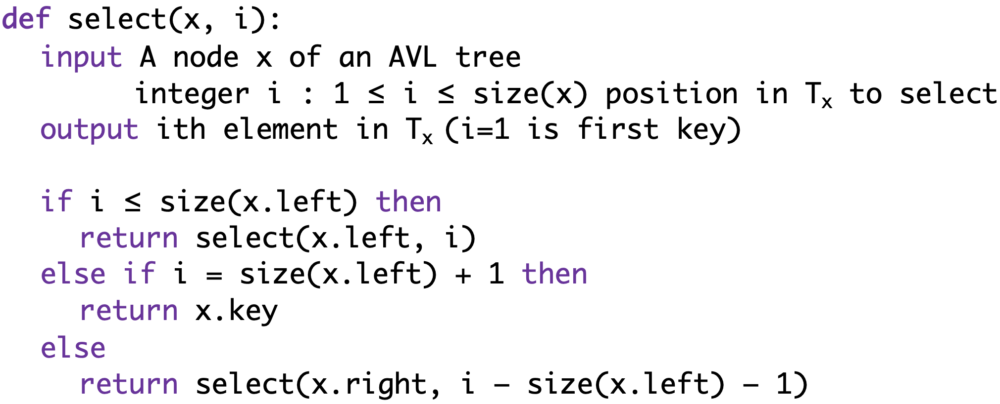 def select(x, i):
input A node x of an AVL tree
integer i : 1 ≤ i ≤ size(x) position in Tₓ to select
output ith element in Tₓ (i=1 is first key)
if i ≤ size(x.left) then
return select(x.left, i)
else if i = size(x.left) + 1 then
return x.key
else
return select(x.right, i – size(x.left) – 1)